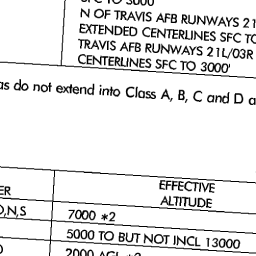 SFC TO 3000'
N OF TRAVIS AFB RUNWAYS 21
EXTENDED CENTERLINES SFC TO
TRAVIS AFB RUNWAYS 21L/03R
CENTERLINES SFC TO 3000'
as do not extend into Class A, B, C and D a
ER
EFFECTIVE
ALTITUDE
O,N,S
7000 *2
5000 TO BUT NOT INCL 13000
2000 AGL *2